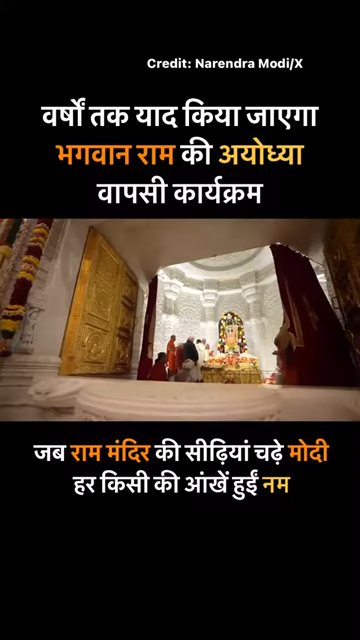 Credit: Narendra Modi/X
वर्षों तक याद किया जाएगा
भगवान राम की अयोध्या
वापसी कार्यक्रम
जब राम मंदिर की सीढ़ियां चढ़े मोदी
हर किसी की आंखें हुईं नम